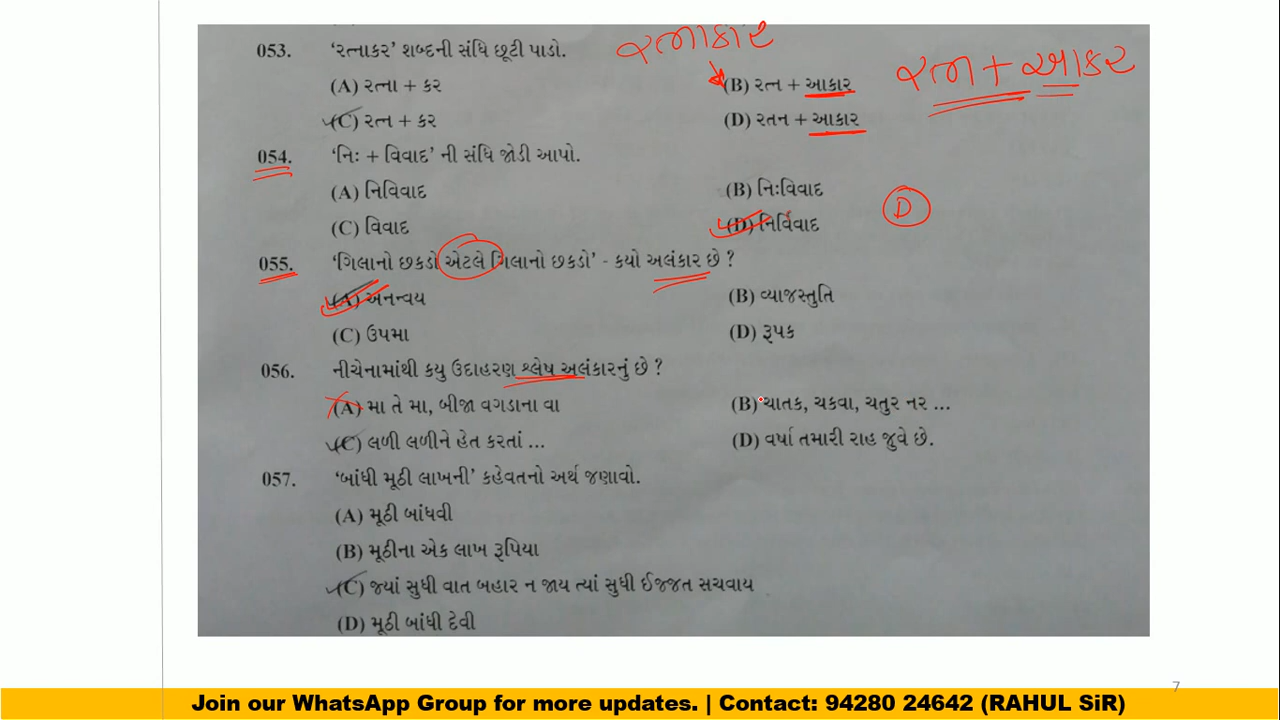 053. 'રત્નાકર' શબ્દની સંધિ છૂટી પાડો.
રત્નાકાર
રત્ન + આકર
(A) રત્ના + કર
(B) રત્ન + આકાર
(C) રત્ન + કર
(D) રતન + આકાર
054. 'નિઃ + વિવાદ' ની સંધિ જોડી આપો.
(A) નિવિવાદ
(B) નિઃવિવાદ
(C) વિવાદ
(D) નિર્વિવાદ
D
055. 'ગિલાનો છકડો એટલે ગિલાનો છકડો' - કયો અલંકાર છે ?
(A) અનન્વય
(B) વ્યાજસ્તુતિ
(C) ઉપમા
(D) રૂપક
056. નીચેનામાંથી કયુ ઉદાહરણ શ્લેષ અલંકારનું છે ?
(A) મા તે મા, બીજા વગડાના વા
(B) ચાતક, ચકવા, ચતુર નર ...
(C) લળી લળીને હેત કરતાં ...
(D) વર્ષા તમારી રાહ જુવે છે.
057. 'બાંધી મૂઠી લાખની' કહેવતનો અર્થ જણાવો.
(A) મૂઠી બાંધવી
(B) મૂઠીના એક લાખ રૂપિયા
(C) જ્યાં સુધી વાત બહાર ન જાય ત્યાં સુધી ઈજ્જત સચવાય
(D) મૂઠી બાંધી દેવી
7
Join our WhatsApp Group for more updates. | Contact: 94280 24642 (RAHUL SiR)